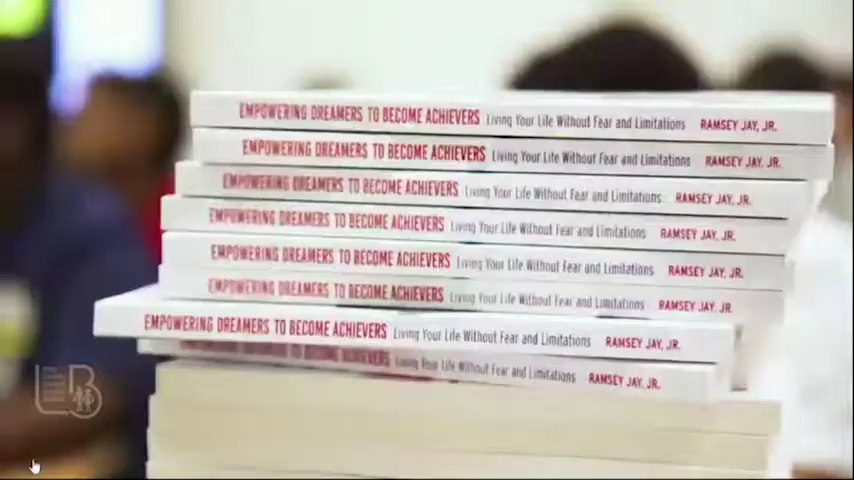 EMPOWERING DREAMERS TO BECOME ACHIEVERS Living Your Life Without Fear and Limitations RAMSEY JAY, JR.
EMPOWERING DREAMERS TO BECOME ACHIEVERS Living Your Life Without Fear and Limitations RAMSEY JAY, JR.
EMPOWERING DREAMERS TO BECOME ACHIEVERS Living Your Life Without Fear and Limitations RAMSEY JAY, JR.
EMPOWERING DREAMERS TO BECOME ACHIEVERS Living Your Life Without Fear and Limitations RAMSEY JAY, JR.
EMPOWERING DREAMERS TO BECOME ACHIEVERS Living Your Life Without Fear and Limitations RAMSEY JAY, JR.
EMPOWERING DREAMERS TO BECOME ACHIEVERS Living Your Life Without Fear and Limitations RAMSEY JAY, JR.
EMPOWERING DREAMERS TO BECOME ACHIEVERS Living Your Life Without Fear and Limitations RAMSEY JAY, JR.
EMPOWERING DREAMERS TO BECOME ACHIEVERS Living Your Life Without Fear and Limitations RAMSEY JAY, JR.